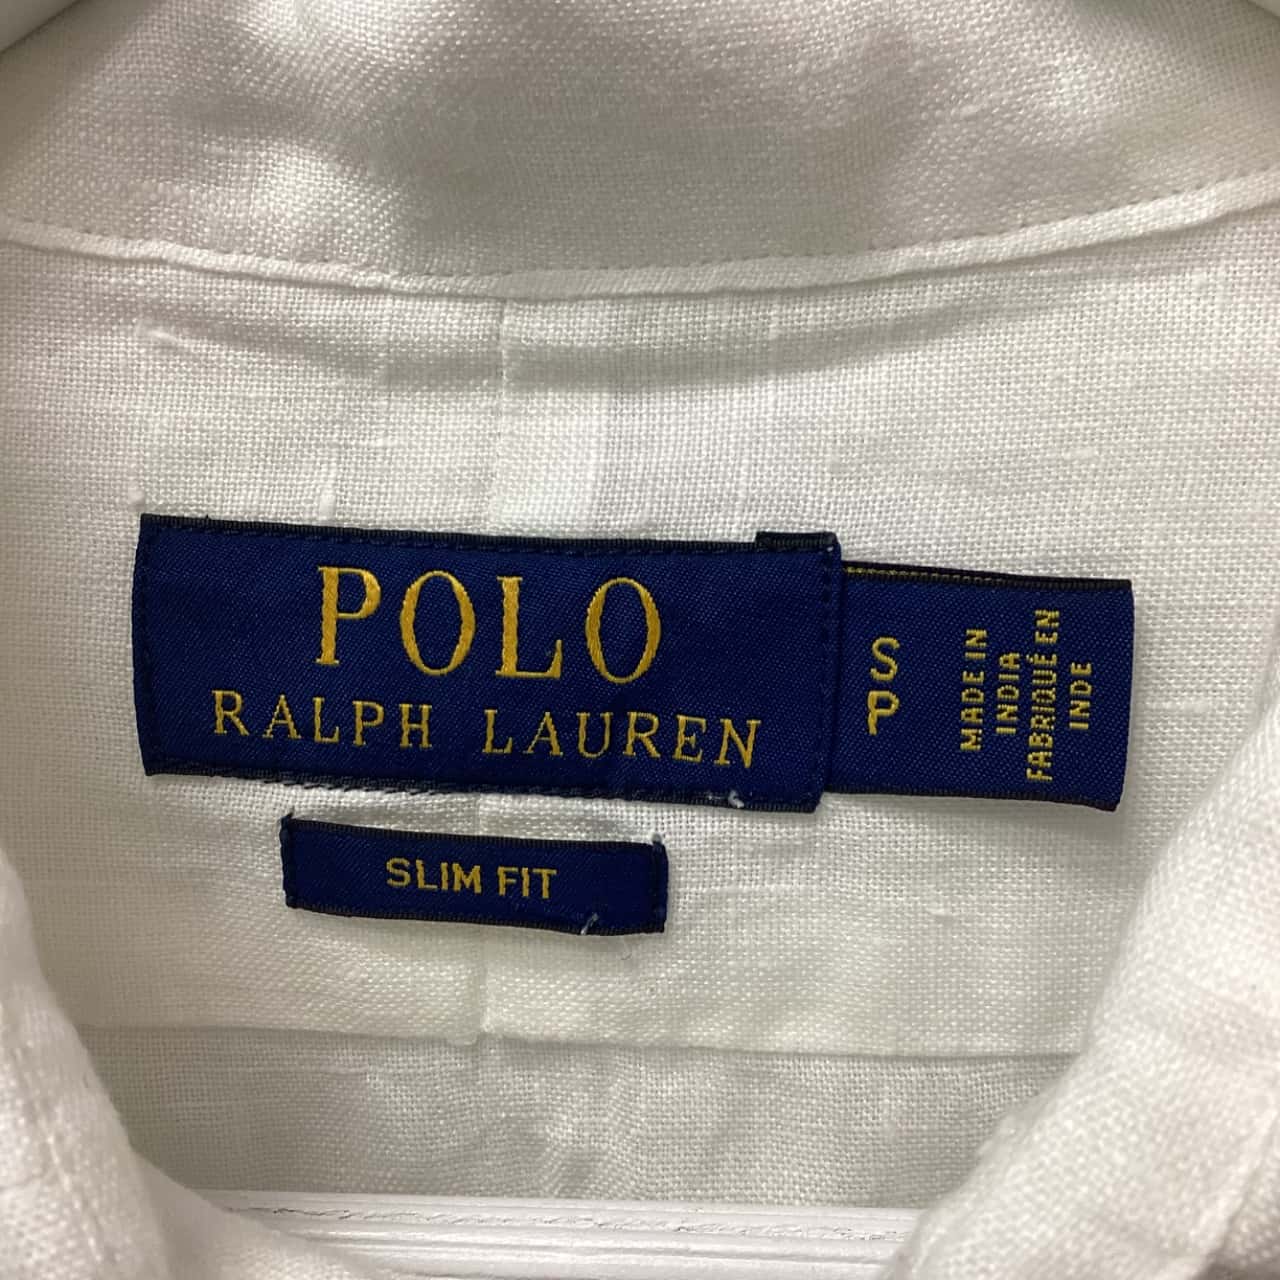 POLO
RALPH LAUREN
S
P
MADE IN
INDIA
FABRIQUÉ EN
INDE
SLIM FIT